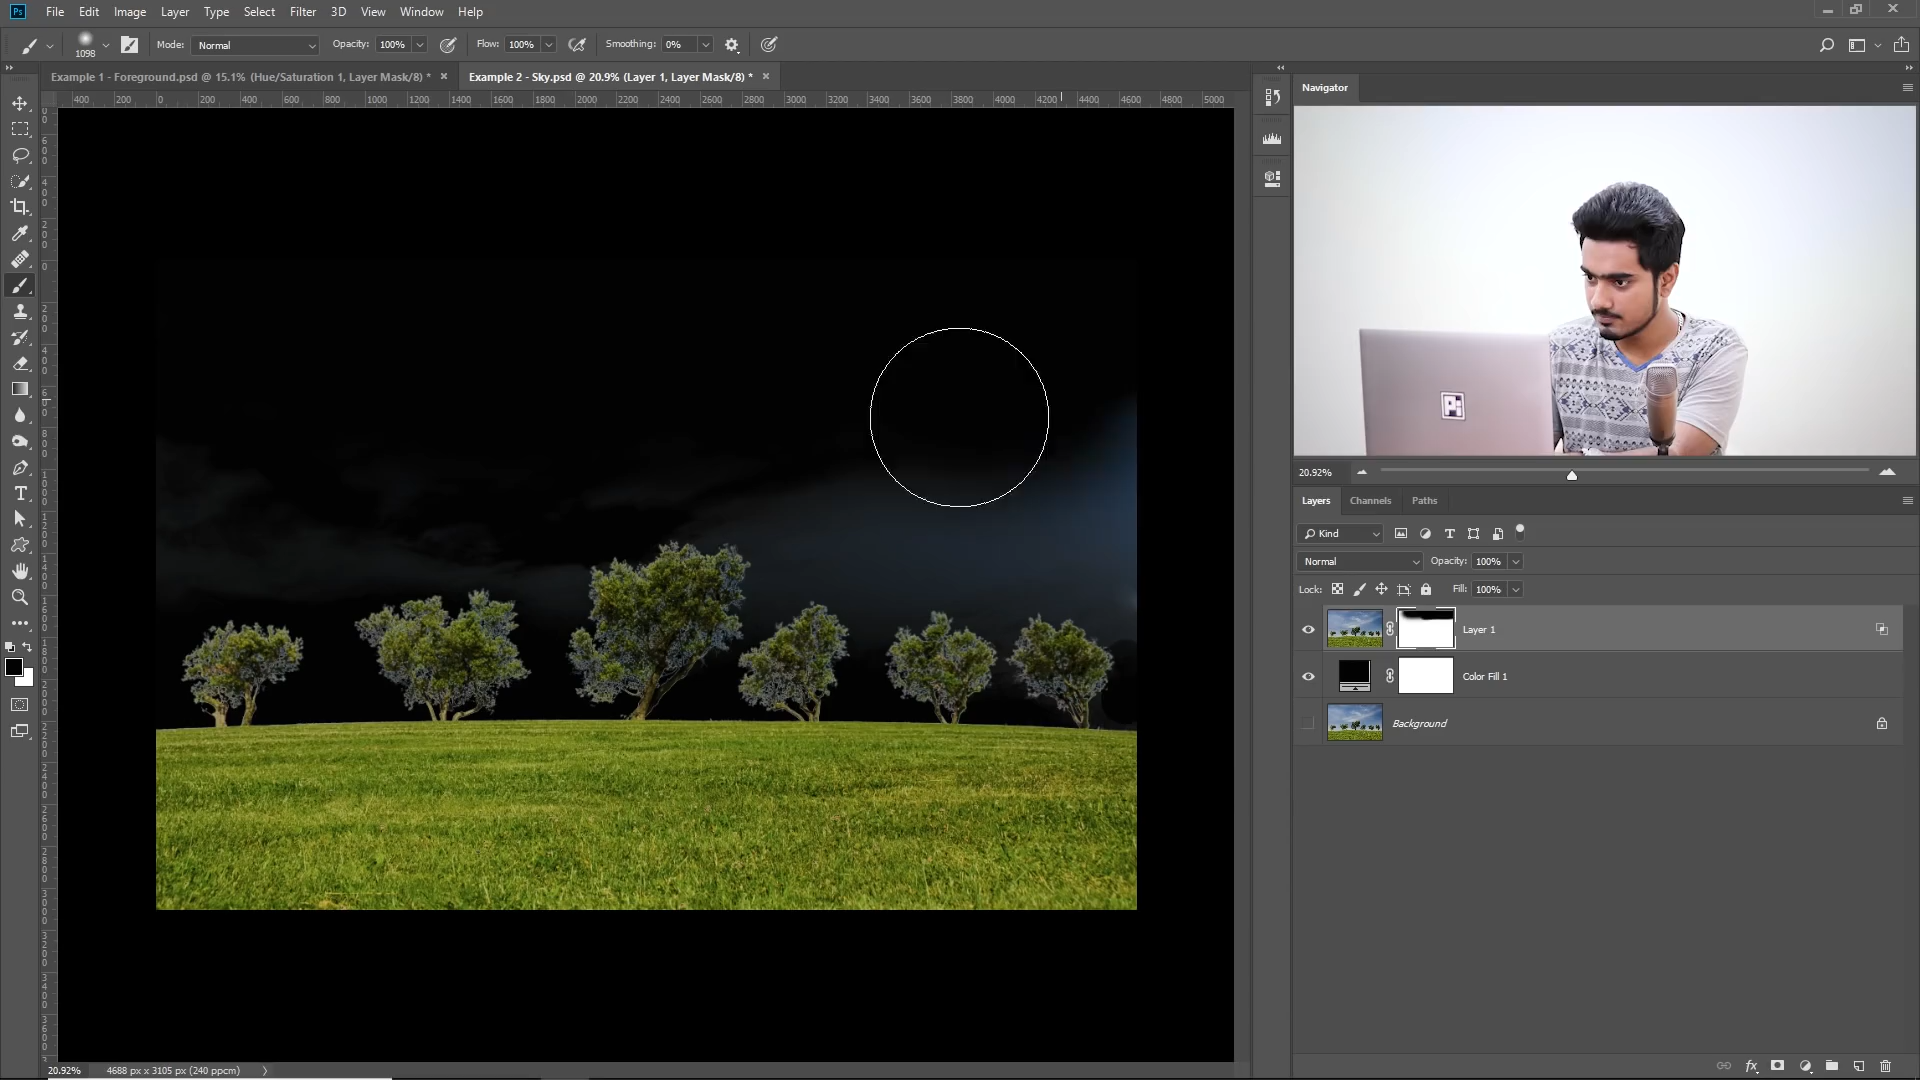 Ps File Edit Image Layer Type Select Filter 3D View Window Help
1098 Mode: Normal Opacity: 100% Flow: 100% Smoothing: 0%
Example 1 - Foreground.psd @ 15.1% (Hue/Saturation 1, Layer Mask/8) * × Example 2 - Sky.psd @ 20.9% (Layer 1, Layer Mask/8) * ×
400 200 0 200 400 600 800 1000 1200 1400 1600 1800 2000 2200 2400 2600 2800 3000 3200 3400 3600 3800 4000 4200 4400 4600 4800 5000
Navigator
20.92%
Layers Channels Paths
Kind
Normal Opacity: 100%
Lock: Fill: 100%
Layer 1
Color Fill 1
Background
fx
20.92% 4688 px x 3105 px (240 ppcm)